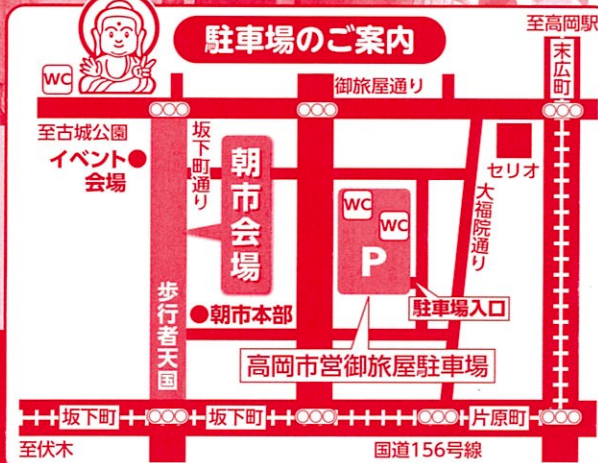 駐車場のご案内
至高岡駅
末広町
WC
御旅屋通り
至古城公園
イベント
会場
坂下町通り
朝市会場
WC
WC
P
セリオ
大福院通り
歩行者天国
朝市本部
駐車場入口
高岡市営御旅屋駐車場
坂下町
坂下町
片原町
至伏木
国道156号線